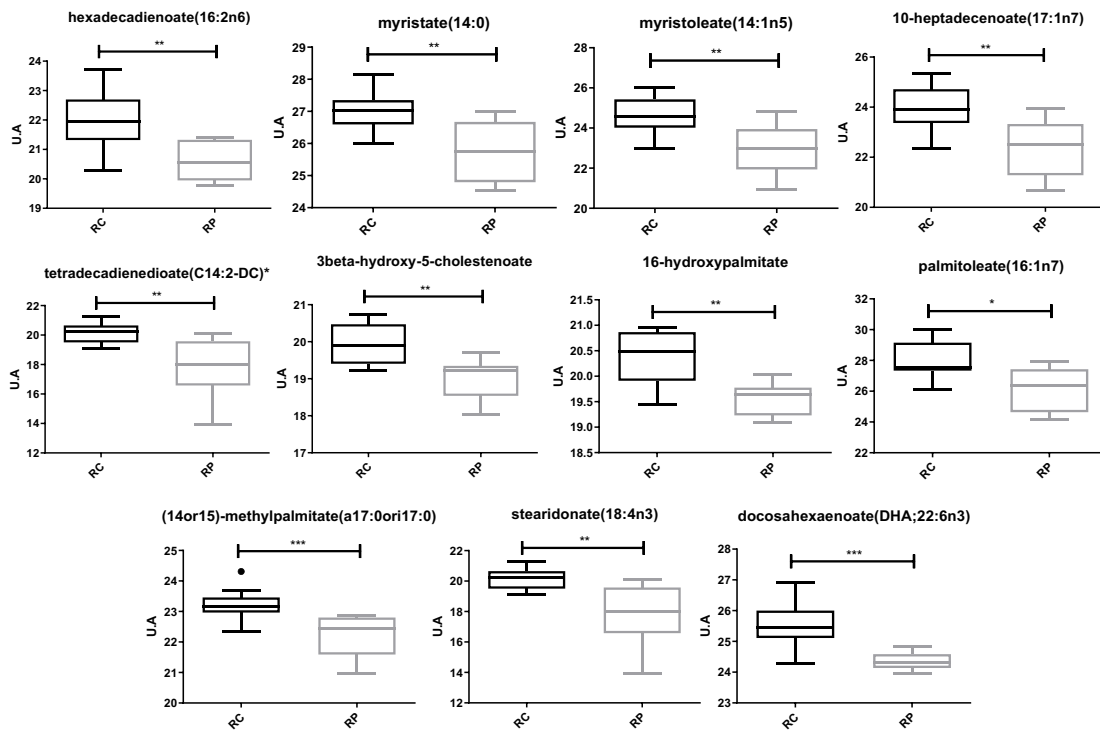 hexadecadienoate(16:2n6)
**
24
23
22
21
20
19
U.A
RC
RP
myristate(14:0)
**
29
28
27
26
25
24
U.A
RC
RP
myristoleate(14:1n5)
**
28
26
24
22
20
U.A
RC
RP
10-heptadecenoate(17:1n7)
**
26
24
22
20
U.A
RC
RP
tetradecadienedioate(C14:2-DC)*
**
22
20
18
16
14
12
U.A
RC
RP
3beta-hydroxy-5-cholestenoate
**
21
20
19
18
17
U.A
RC
RP
16-hydroxypalmitate
**
21.5
21.0
20.5
20.0
19.5
19.0
18.5
U.A
RC
RP
palmitoleate(16:1n7)
*
32
30
28
26
24
22
U.A
RC
RP
(14or15)-methylpalmitate(a17:0ori17:0)
***
25
24
23
22
21
20
U.A
RC
RP
stearidonate(18:4n3)
**
22
20
18
16
14
12
U.A
RC
RP
docosahexaenoate(DHA;22:6n3)
***
28
27
26
25
24
23
U.A
RC
RP